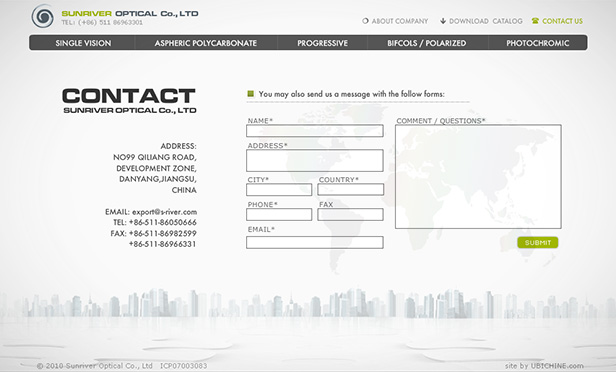 SUNRIVER OPTICAL Co., LTD
TEL: (+86) 511 86963301
ABOUT COMPANY
DOWNLOAD CATALOG
CONTACT US
SINGLE VISION
ASPHERIC POLYCARBONATE
PROGRESSIVE
BIFCOLS / POLARIZED
PHOTOCHROMIC
CONTACT
SUNRIVER OPTICAL Co., LTD
ADDRESS:
NO99 QILIANG ROAD,
DEVELOPMENT ZONE,
DANYANG,JIANGSU,
CHINA
EMAIL: export@s-river.com
TEL: +86-511-86050666
FAX: +86-511-86982599
+86-511-86966331
You may also send us a message with the follow forms:
NAME*
ADDRESS*
CITY*
COUNTRY*
PHONE*
FAX
EMAIL*
COMMENT / QUESTIONS*
SUBMIT
© 2010 Sunriver Optical Co., Ltd ICP07003083
site by UBICHINE.COM